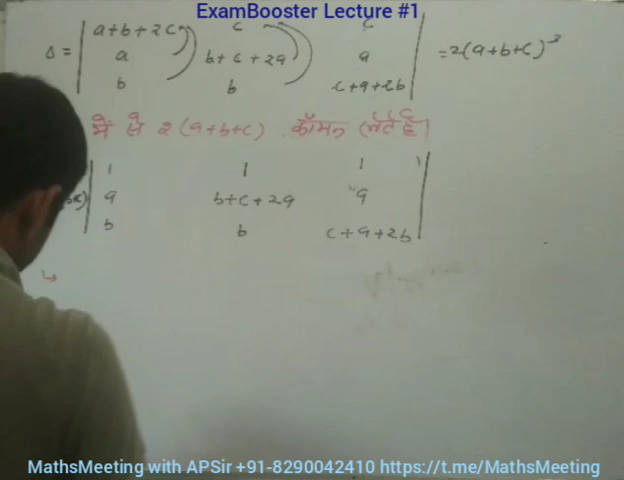 ExamBooster Lecture #1
a+b+2c c c
Δ = a b+c+2a a = 2(a+b+c)³
b b c+a+2b
में से 2(a+b+c) कॉमन लेते हैं।
1 1 1
a b+c+2a a
b b c+a+2b
MathsMeeting with APSir +91-8290042410 https://t.me/MathsMeeting